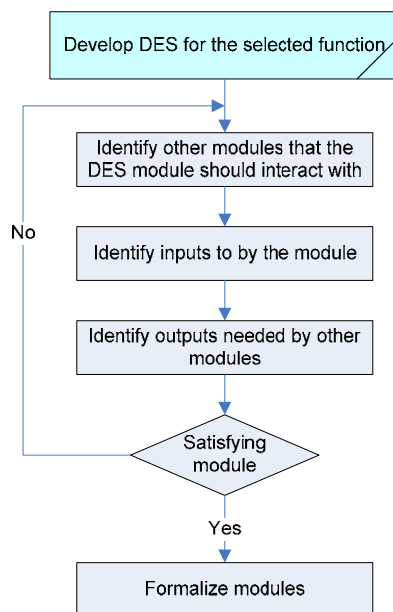 Develop DES for the selected function
Identify other modules that the
DES module should interact with
No
Identify inputs to by the module
Identify outputs needed by other
modules
Satisfying
module
Yes
Formalize modules